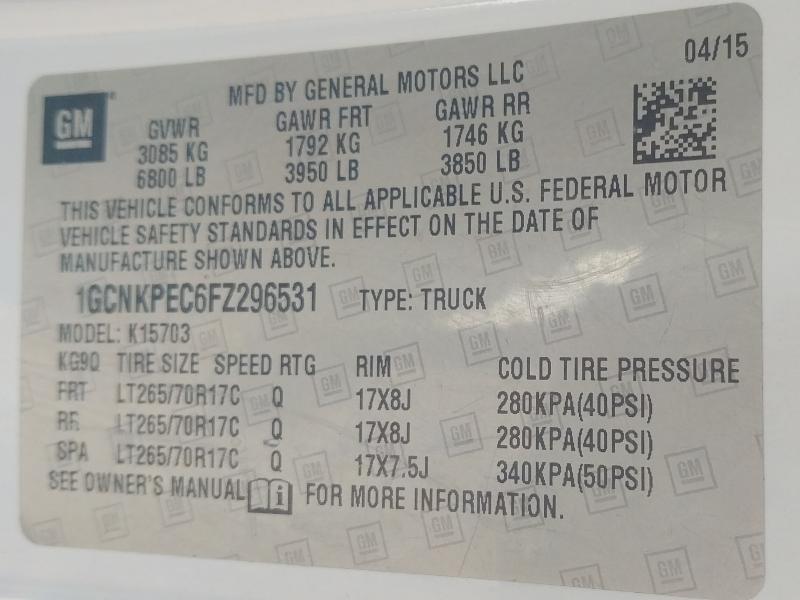 04/15
MFD BY GENERAL MOTORS LLC
GM
GVWR GAWR FRT GAWR RR
3085 KG 1792 KG 1746 KG
6800 LB 3950 LB 3850 LB
THIS VEHICLE CONFORMS TO ALL APPLICABLE U.S. FEDERAL MOTOR
VEHICLE SAFETY STANDARDS IN EFFECT ON THE DATE OF
MANUFACTURE SHOWN ABOVE.
1GCNKPEC6FZ296531 TYPE: TRUCK
MODEL: K15703
KG9Q TIRE SIZE SPEED RTG RIM COLD TIRE PRESSURE
FRT LT265/70R17C Q 17X8J 280KPA(40PSI)
RR LT265/70R17C Q 17X8J 280KPA(40PSI)
SPA LT265/70R17C Q 17X7.5J 340KPA(50PSI)
SEE OWNER'S MANUAL i FOR MORE INFORMATION.